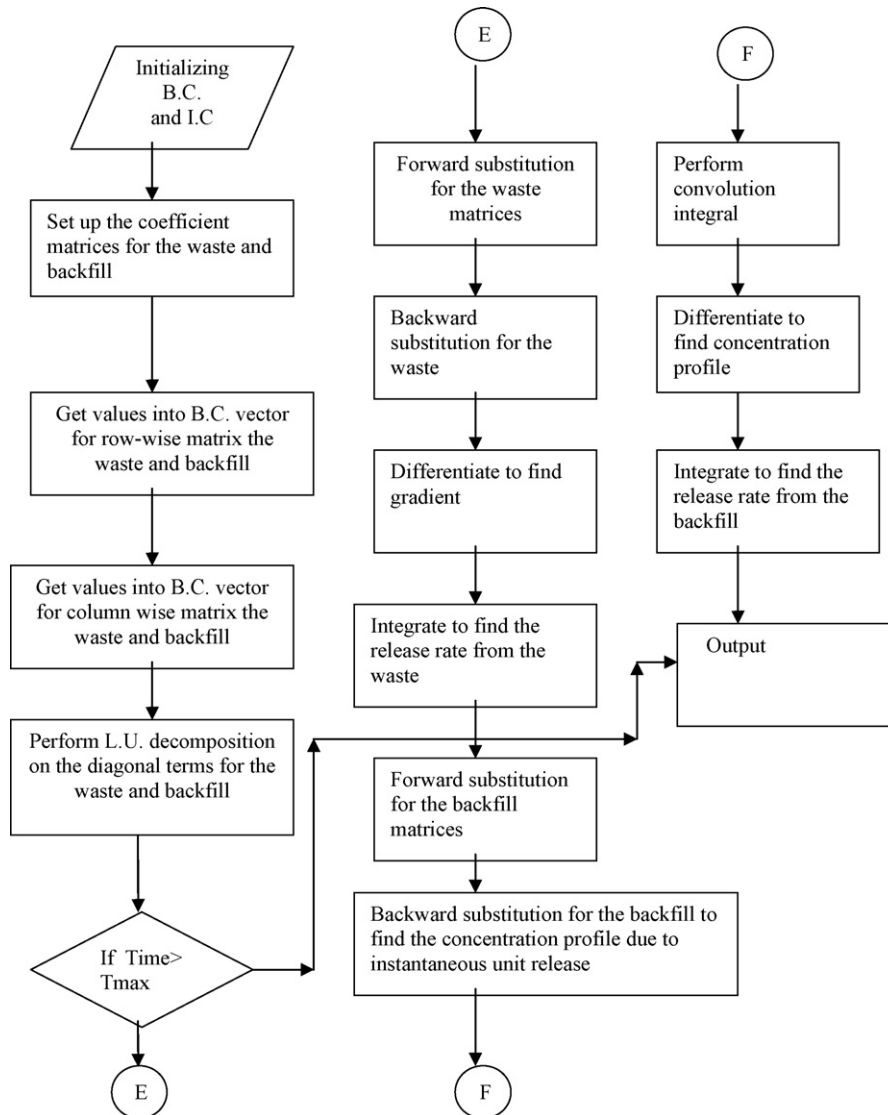 Initializing
B.C.
and I.C
Set up the coefficient
matrices for the waste and
backfill
Get values into B.C. vector
for row-wise matrix the
waste and backfill
Get values into B.C. vector
for column wise matrix the
waste and backfill
Perform L.U. decomposition
on the diagonal terms for the
waste and backfill
If Time>
Tmax
E
E
Forward substitution
for the waste
matrices
Backward
substitution for the
waste
Differentiate to find
gradient
Integrate to find the
release rate from the
waste
Forward substitution
for the backfill
matrices
Backward substitution for the backfill to
find the concentration profile due to
instantaneous unit release
F
F
Perform
convolution
integral
Differentiate to
find concentration
profile
Integrate to find the
release rate from the
backfill
Output